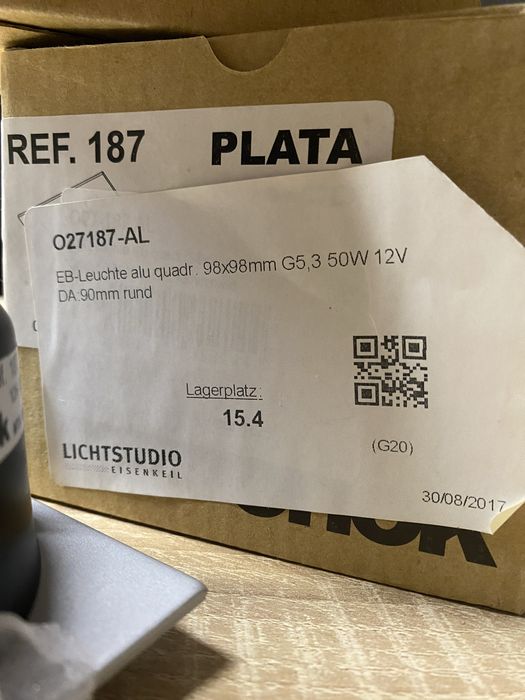 REF. 187 PLATA
O27187-AL
EB-Leuchte alu quadr. 98x98mm G5,3 50W 12V
DA:90mm rund
Lagerplatz:
15.4
(G20)
LICHTSTUDIO
EISENKEIL
30/08/2017